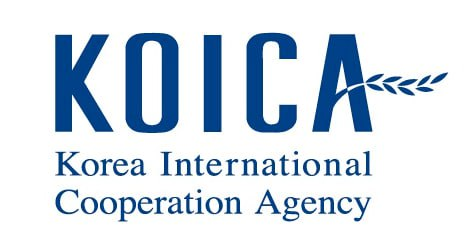 KOICA
Korea International
Cooperation Agency